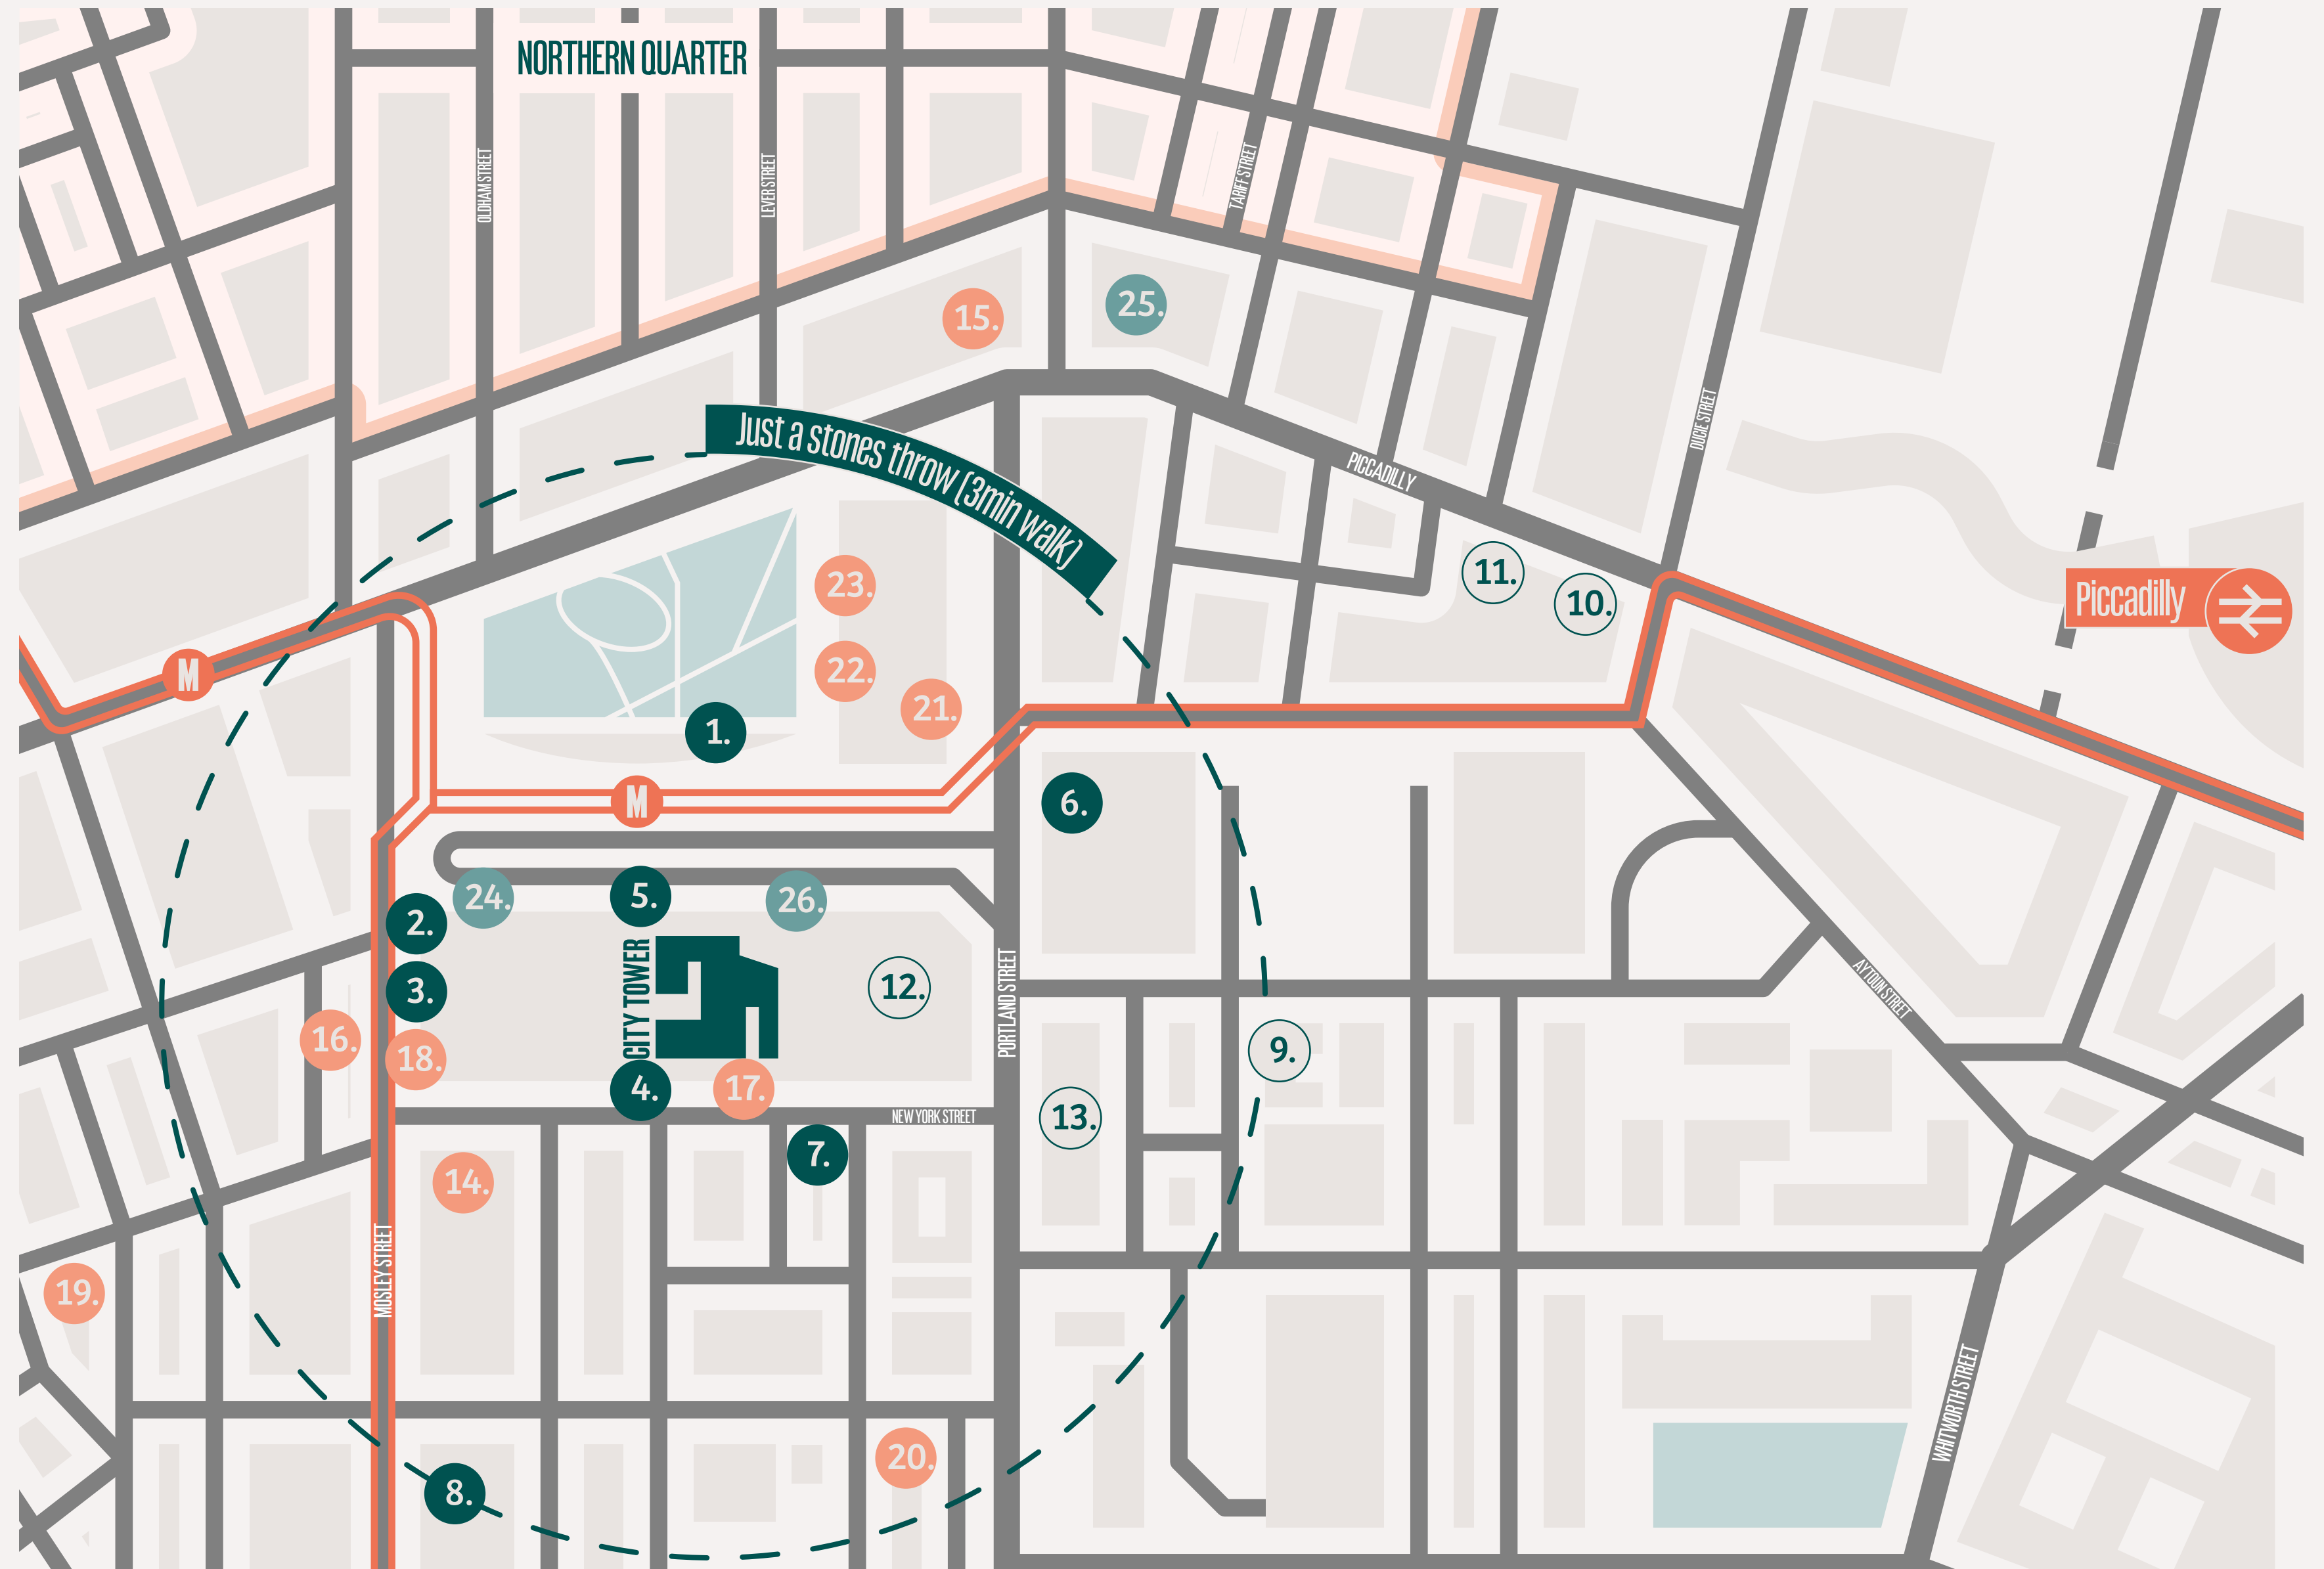 NORTHERN QUARTER
OLDHAM STREET
LEVER STREET
TARIFF STREET
15.
25.
DUCIE STREET
Just a stones throw (3min walk)
PICCADILLY
23.
11.
10.
Piccadilly
M
22.
21.
1.
M
6.
24.
5.
26.
2.
CITY TOWER
12.
3.
PORTLAND STREET
AYTOUN STREET
16.
18.
9.
4.
17.
NEW YORK STREET
13.
7.
14.
MOSLEY STREET
19.
WHITWORTH STREET
20.
8.